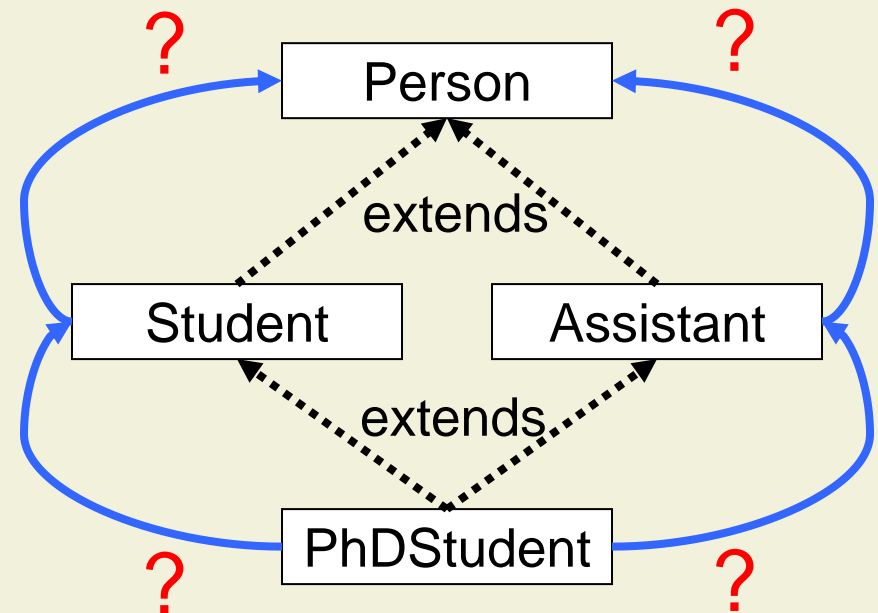 ? ?
Person
extends
Student Assistant
extends
PhDStudent
? ?